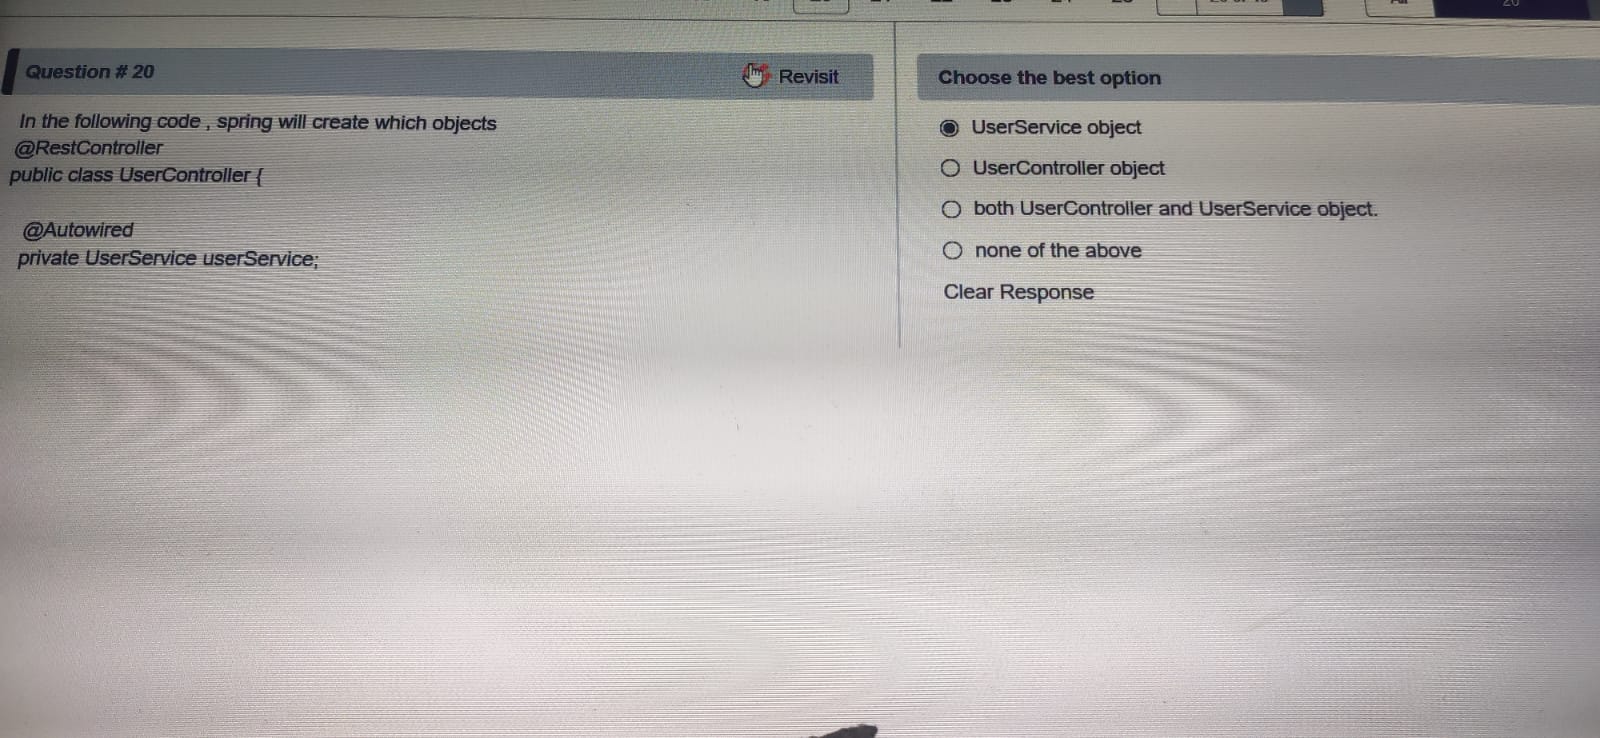 Question # 20
Revisit
In the following code , spring will create which objects
@RestController
public class UserController {
@Autowired
private UserService userService;
Choose the best option
UserService object
UserController object
both UserController and UserService object.
none of the above
Clear Response